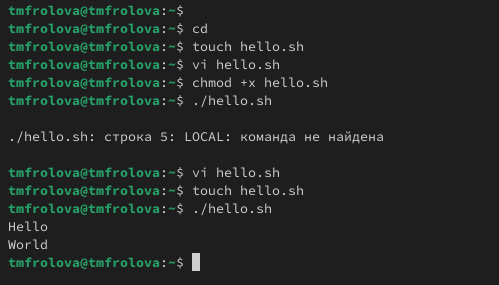 tmfrolova@tmfrolova:~$
tmfrolova@tmfrolova:~$ cd
tmfrolova@tmfrolova:~$ touch hello.sh
tmfrolova@tmfrolova:~$ vi hello.sh
tmfrolova@tmfrolova:~$ chmod +x hello.sh
tmfrolova@tmfrolova:~$ ./hello.sh
./hello.sh: строка 5: LOCAL: команда не найдена
tmfrolova@tmfrolova:~$ vi hello.sh
tmfrolova@tmfrolova:~$ touch hello.sh
tmfrolova@tmfrolova:~$ ./hello.sh
Hello
World
tmfrolova@tmfrolova:~$